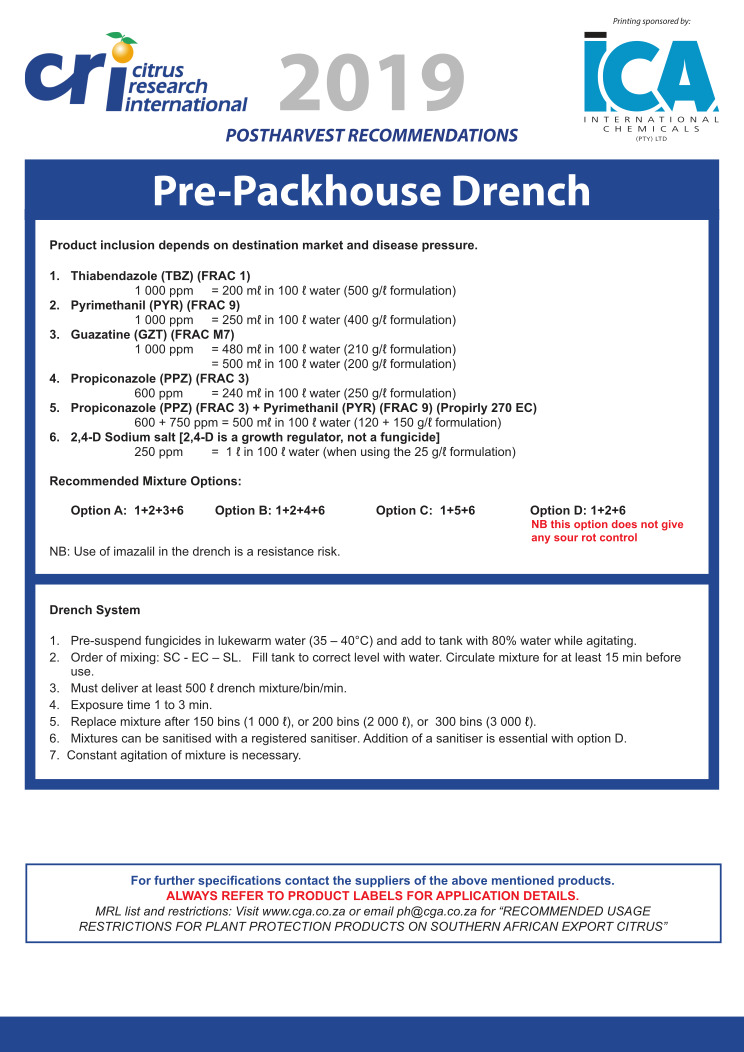 Printing sponsored by:
cri citrus
research
international
2019
ICA
INTERNATIONAL
CHEMICALS
(PTY) LTD
POSTHARVEST RECOMMENDATIONS
Pre-Packhouse Drench
Product inclusion depends on destination market and disease pressure.
1. Thiabendazole (TBZ) (FRAC 1)
1 000 ppm = 200 mℓ in 100 ℓ water (500 g/ℓ formulation)
2. Pyrimethanil (PYR) (FRAC 9)
1 000 ppm = 250 mℓ in 100 ℓ water (400 g/ℓ formulation)
3. Guazatine (GZT) (FRAC M7)
1 000 ppm = 480 mℓ in 100 ℓ water (210 g/ℓ formulation)
= 500 mℓ in 100 ℓ water (200 g/ℓ formulation)
4. Propiconazole (PPZ) (FRAC 3)
600 ppm = 240 mℓ in 100 ℓ water (250 g/ℓ formulation)
5. Propiconazole (PPZ) (FRAC 3) + Pyrimethanil (PYR) (FRAC 9) (Propirly 270 EC)
600 + 750 ppm = 500 mℓ in 100 ℓ water (120 + 150 g/ℓ formulation)
6. 2,4-D Sodium salt [2,4-D is a growth regulator, not a fungicide]
250 ppm = 1 ℓ in 100 ℓ water (when using the 25 g/ℓ formulation)
Recommended Mixture Options:
Option A: 1+2+3+6 Option B: 1+2+4+6 Option C: 1+5+6 Option D: 1+2+6
NB this option does not give
any sour rot control
NB: Use of imazalil in the drench is a resistance risk.
Drench System
1. Pre-suspend fungicides in lukewarm water (35 – 40°C) and add to tank with 80% water while agitating.
2. Order of mixing: SC - EC – SL. Fill tank to correct level with water. Circulate mixture for at least 15 min before
use.
3. Must deliver at least 500 ℓ drench mixture/bin/min.
4. Exposure time 1 to 3 min.
5. Replace mixture after 150 bins (1 000 ℓ), or 200 bins (2 000 ℓ), or 300 bins (3 000 ℓ).
6. Mixtures can be sanitised with a registered sanitiser. Addition of a sanitiser is essential with option D.
7. Constant agitation of mixture is necessary.
For further specifications contact the suppliers of the above mentioned products.
ALWAYS REFER TO PRODUCT LABELS FOR APPLICATION DETAILS.
MRL list and restrictions: Visit www.cga.co.za or email ph@cga.co.za for “RECOMMENDED USAGE
RESTRICTIONS FOR PLANT PROTECTION PRODUCTS ON SOUTHERN AFRICAN EXPORT CITRUS”